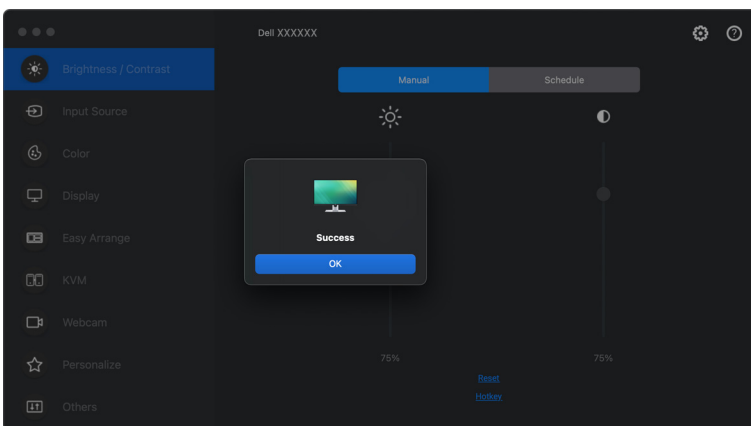 Dell XXXXXX
Brightness / Contrast
Input Source
Color
Display
Easy Arrange
KVM
Webcam
Personalize
Others
Manual
Schedule
Success
OK
75%
75%
Reset
Hotkey